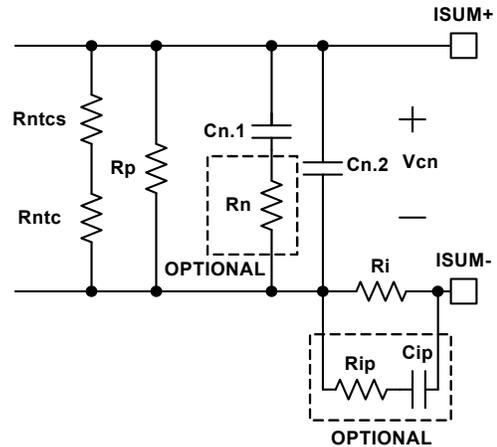 ISUM+
Rntcs
Cn.1
Rp
Cn.2
Vcn
Rntc
Rn
OPTIONAL
Ri
ISUM-
Rip
Cip
OPTIONAL